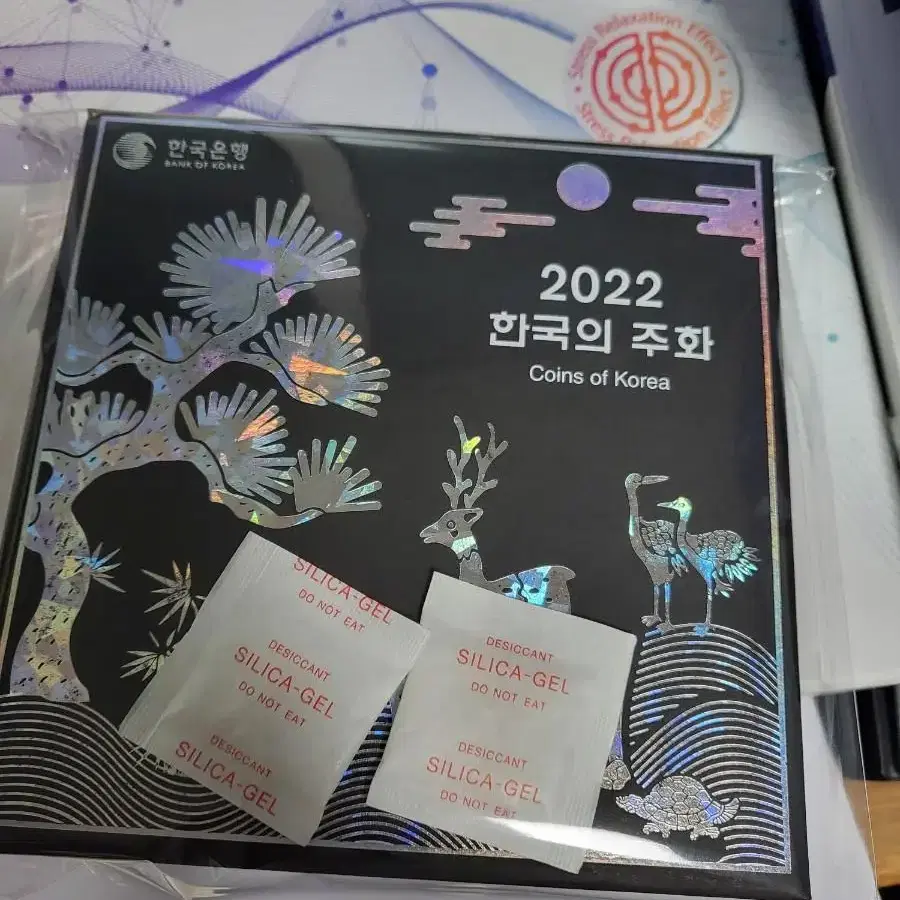 Stress Relaxation Effect
Stress Relaxation Effect
한국은행
BANK OF KOREA
2022
한국의 주화
Coins of Korea
SILICA-GEL
DO NOT EAT
DESICCANT
SILICA-GEL
DO NOT EAT
DESICCANT
SILICA-GEL
DESICCANT
SILICA-GEL
DO NOT EAT
DESICCANT
SILICA-GEL
DO NOT EAT